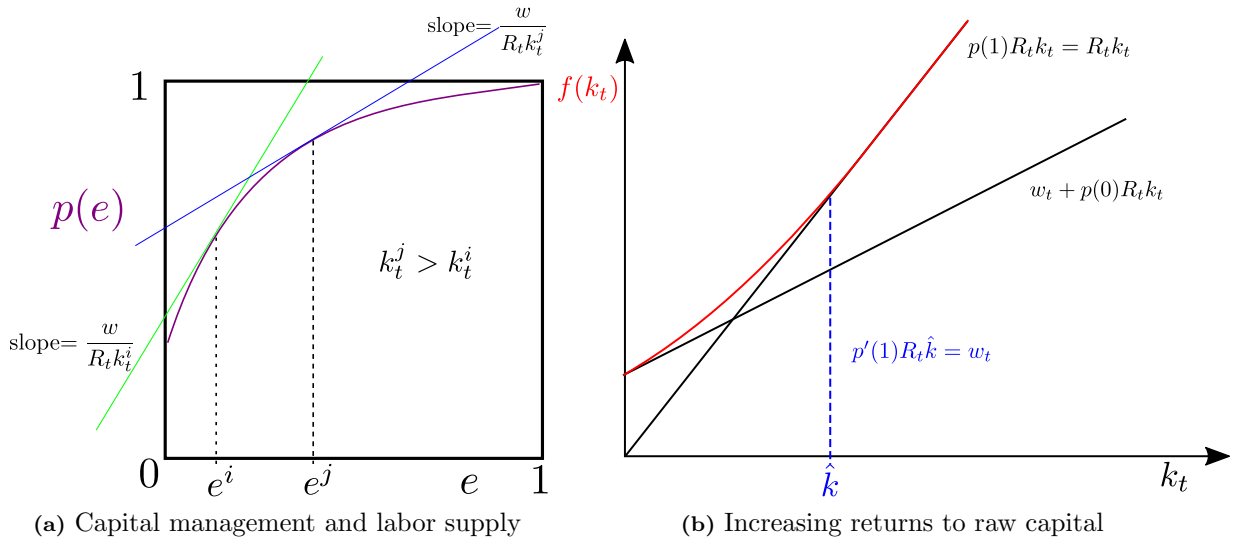 slope= w/(R_t k_t^j)
1
p(e)
k_t^j > k_t^i
slope= w/(R_t k_t^i)
0
e^i
e^j
e
1
(a) Capital management and labor supply
f(k_t)
p(1)R_t k_t = R_t k_t
w_t + p(0)R_t k_t
p′(1)R_t k̂ = w_t
k̂
k_t
(b) Increasing returns to raw capital